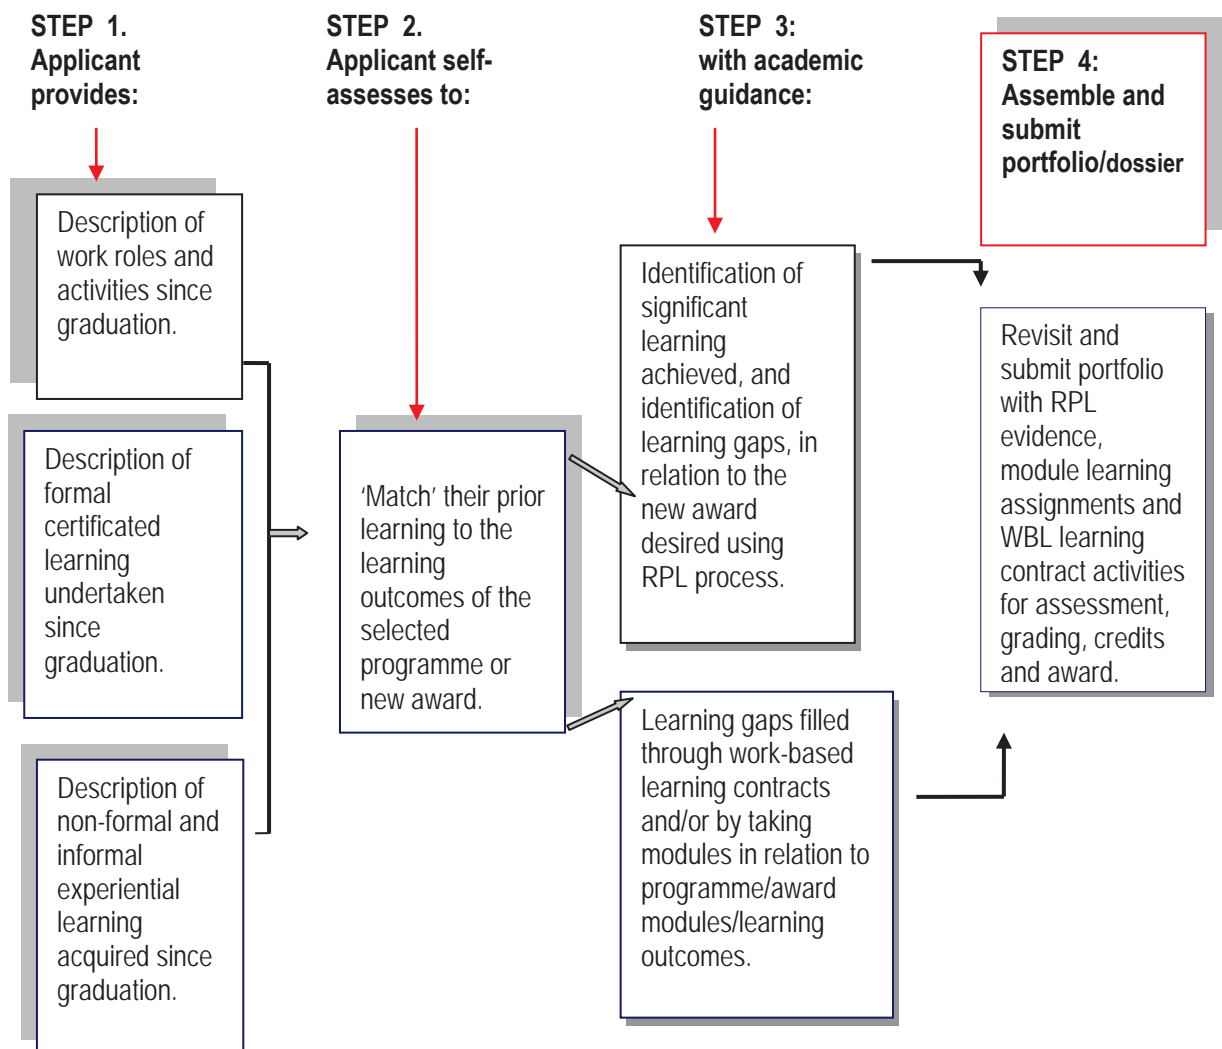 STEP 1.
Applicant
provides:
Description of
work roles and
activities since
graduation.
Description of
formal
certificated
learning
undertaken
since
graduation.
Description of
non-formal and
informal
experiential
learning
acquired since
graduation.
STEP 2.
Applicant self-
assesses to:
‘Match’ their prior
learning to the
learning
outcomes of the
selected
programme or
new award.
STEP 3:
with academic
guidance:
Identification of
significant
learning
achieved, and
identification of
learning gaps, in
relation to the
new award
desired using
RPL process.
Learning gaps filled
through work-based
learning contracts
and/or by taking
modules in relation to
programme/award
modules/learning
outcomes.
STEP 4:
Assemble and
submit
portfolio/dossier
Revisit and
submit portfolio
with RPL
evidence,
module learning
assignments and
WBL learning
contract activities
for assessment,
grading, credits
and award.